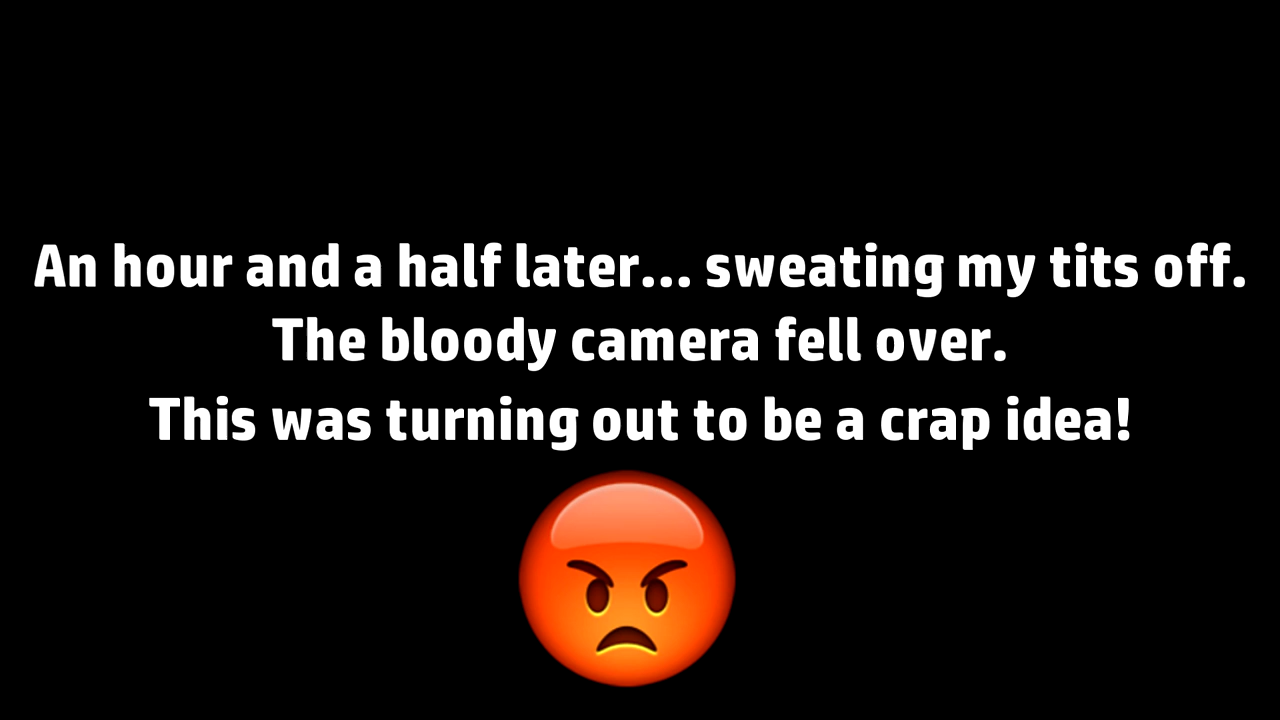 An hour and a half later... sweating my tits off.
The bloody camera fell over.
This was turning out to be a crap idea!